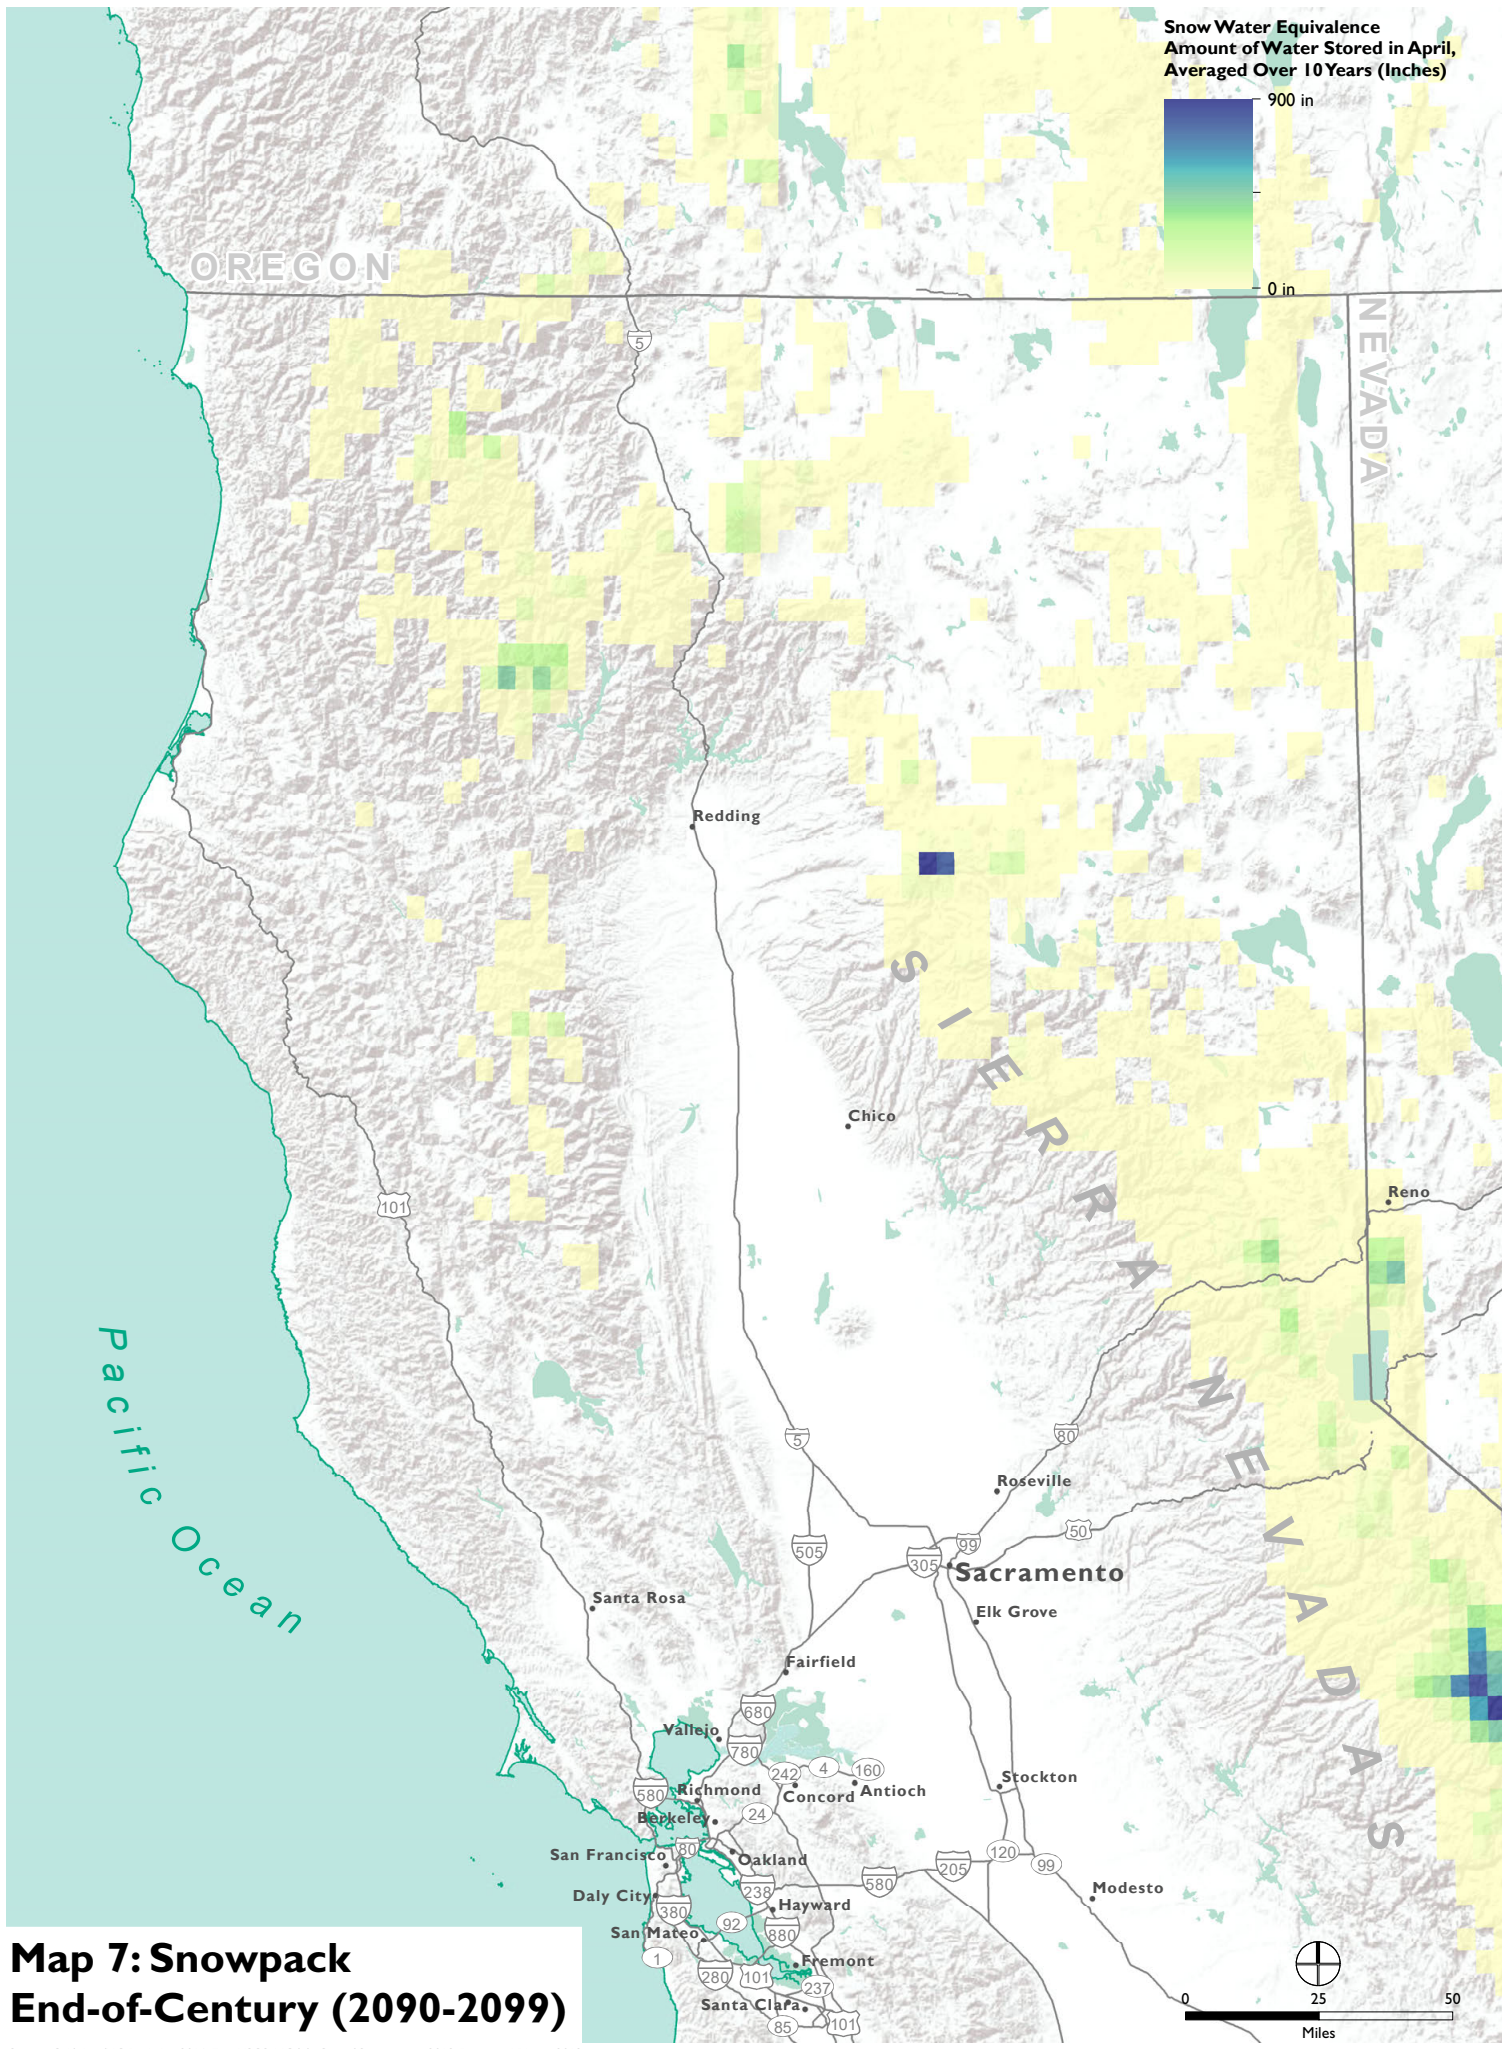 Snow Water Equivalence
Amount of Water Stored in April,
Averaged Over 10 Years (Inches)
900 in
0 in
OREGON
NEVADA
5
Redding
SIERRA NEVADAS
Chico
101
Reno
Pacific Ocean
5
80
Roseville
505
99
50
305
Sacramento
Santa Rosa
Elk Grove
Fairfield
680
Vallejo
780
242
4
160
580
Richmond
Concord
Antioch
Stockton
Berkeley
24
San Francisco
80
Oakland
120
205
99
580
Daly City
238
Modesto
380
Hayward
92
San Mateo
880
1
Fremont
280
101
237
Santa Clara
85
101
Map 7: Snowpack
End-of-Century (2090-2099)
0 25 50
Miles